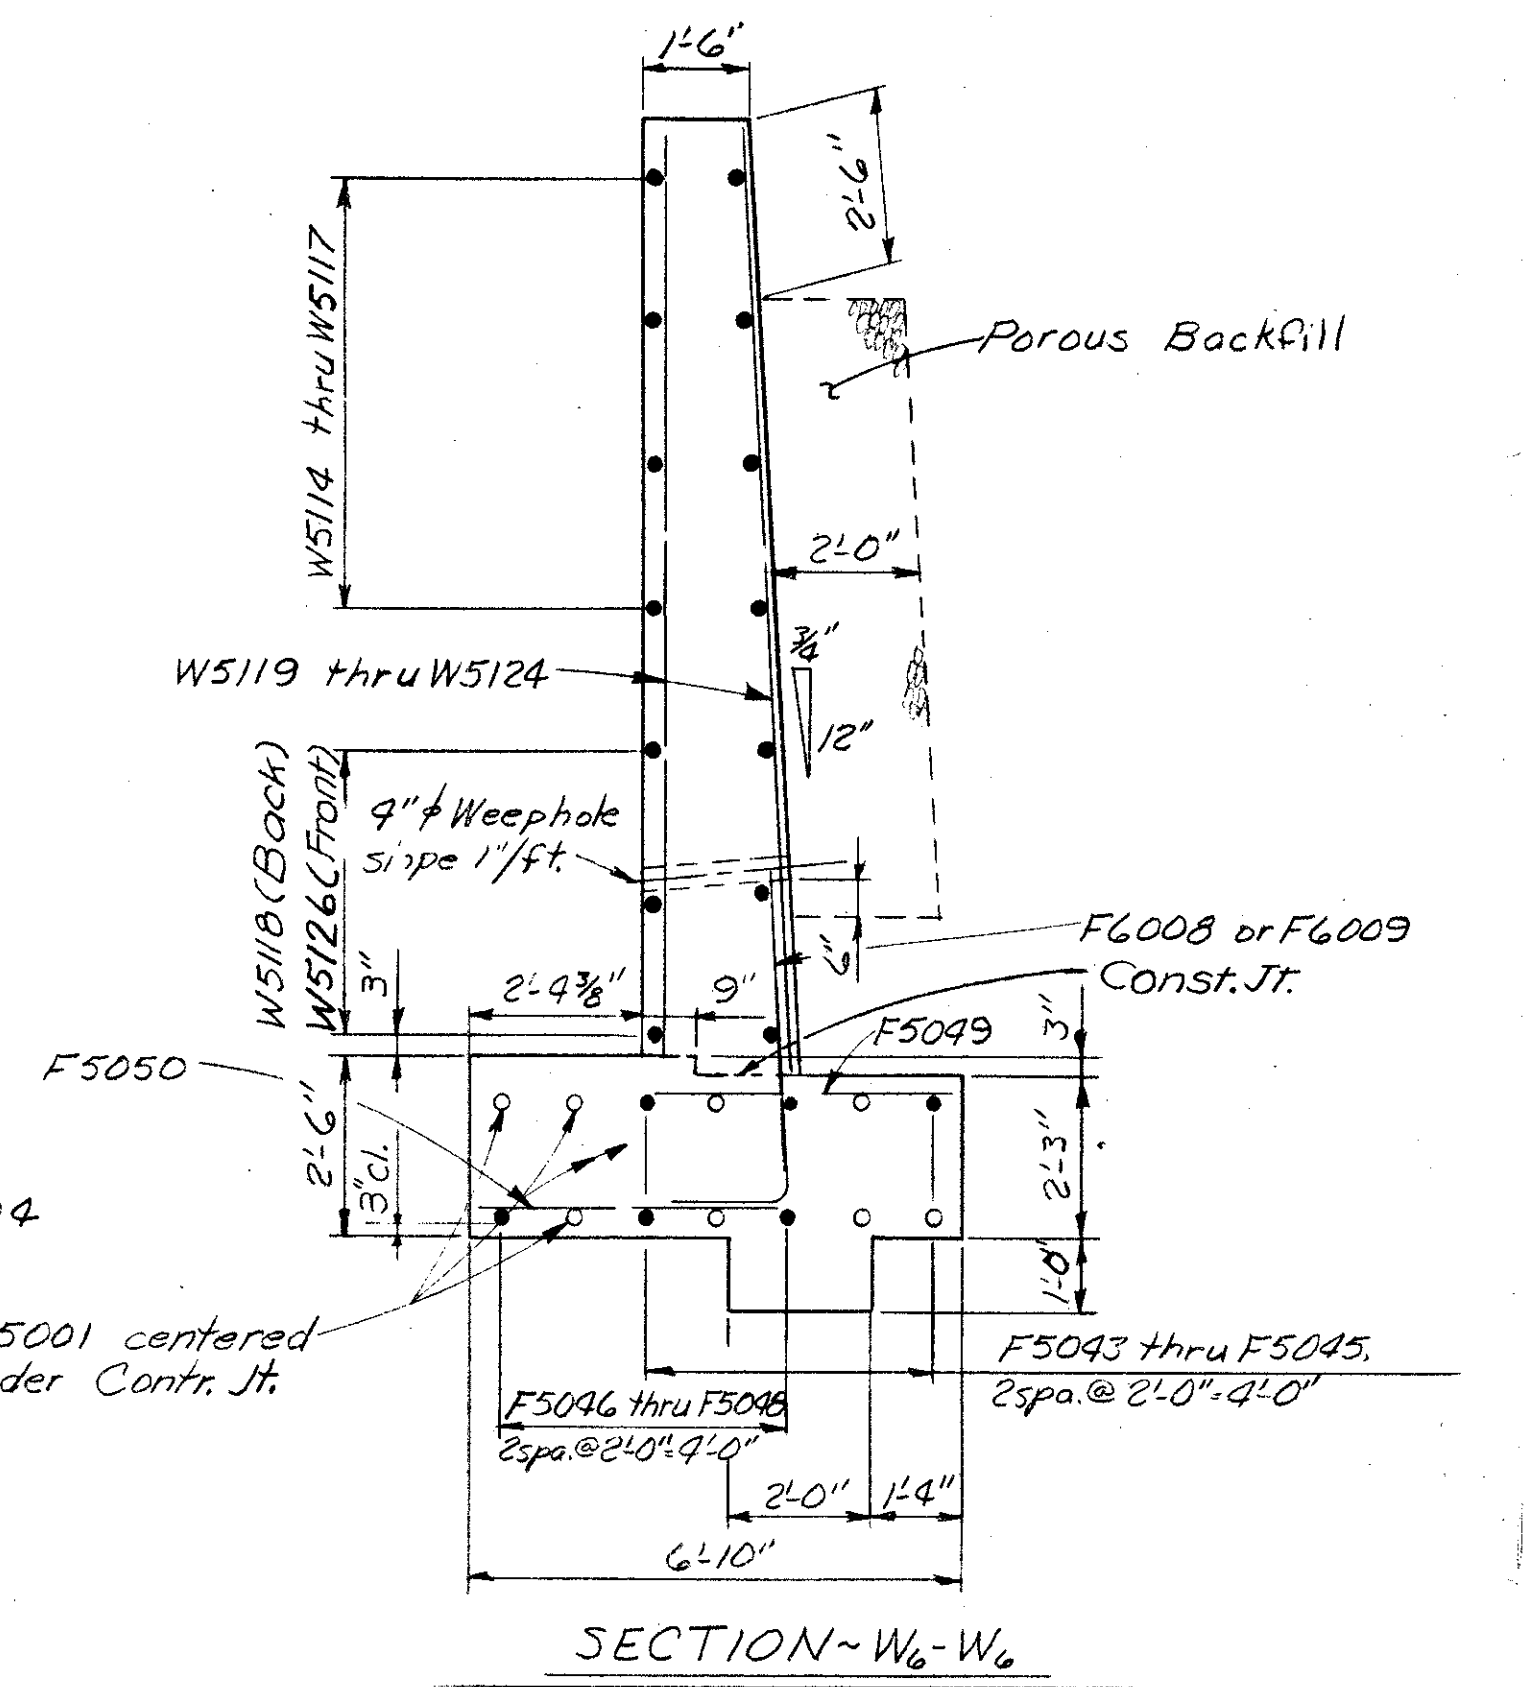 1'-6"
2'-6"
W5114 thru W5117
Porous Backfill
2'-0"
3/4"
12"
W5119 thru W5124
W5118 (Back)
W5126 (Front)
4" ϕ Weephole
slope 1"/ft.
6"
F6008 or F6009
Const. Jt.
3"
2'-4 3/8"
9"
3"
F5049
F5050
2'-6"
3" Cl.
2'-3"
1'-0"
4
5001 centered
der Contr. Jt.
F5043 thru F5045,
2spa.@ 2'-0"=4'-0"
F5046 thru F5048
2spa.@2'-0"=4'-0"
2'-0"
1'-4"
6'-10"
SECTION~W6-W6